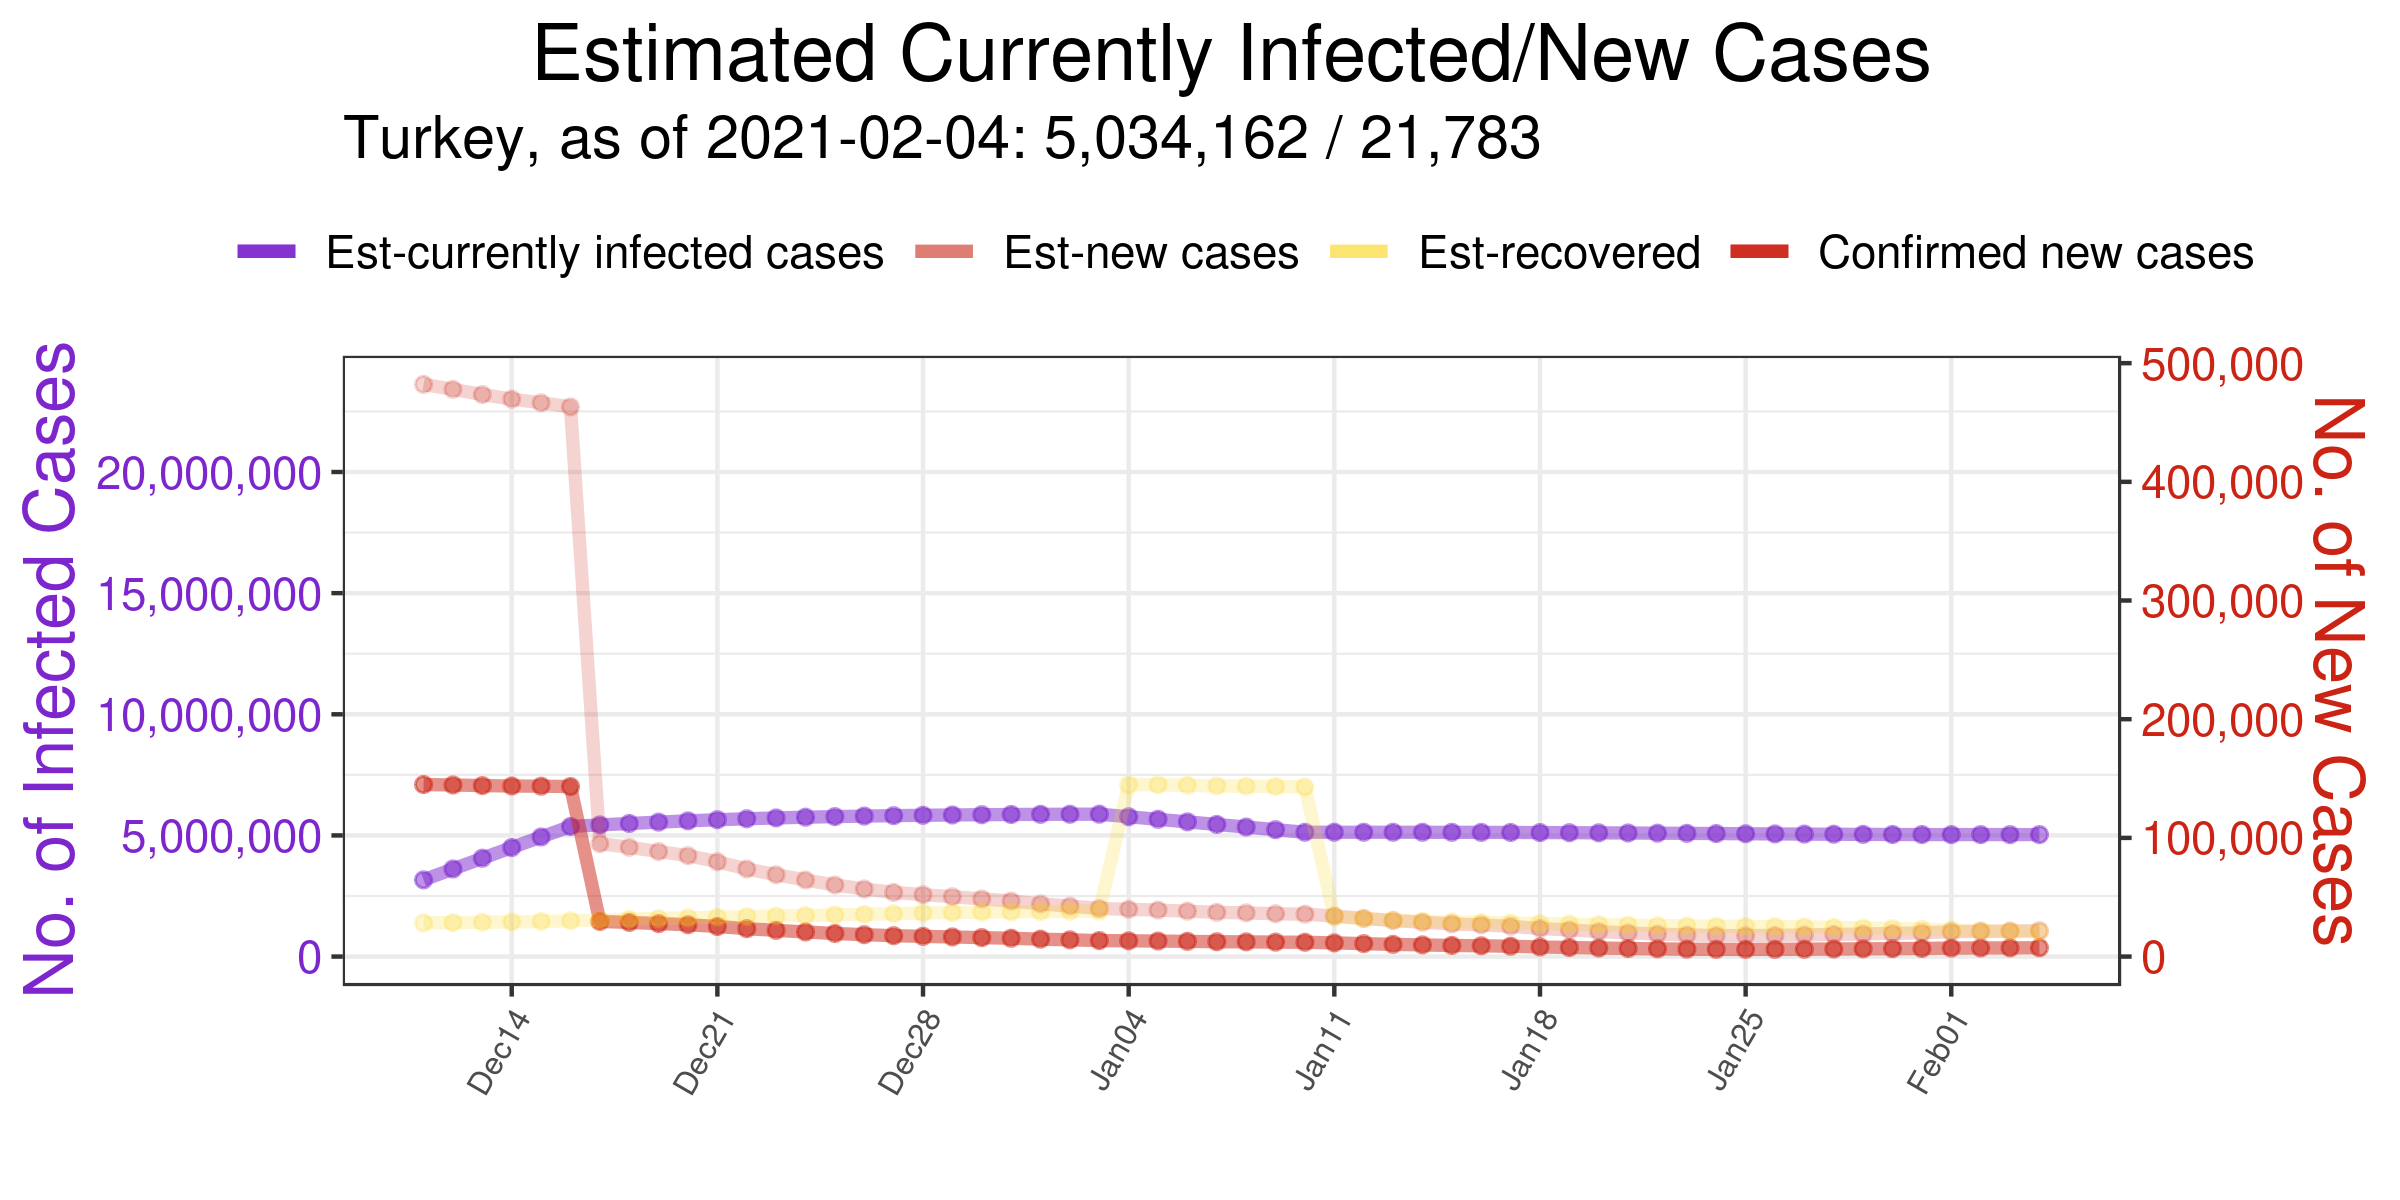 Estimated Currently Infected/New Cases
Turkey, as of 2021-02-04: 5,034,162 / 21,783
Est-currently infected cases Est-new cases Est-recovered Confirmed new cases
No. of Infected Cases
20,000,000
15,000,000
10,000,000
5,000,000
0
500,000
400,000
300,000
200,000
100,000
0
No. of New Cases
Dec14 Dec21 Dec28 Jan04 Jan11 Jan18 Jan25 Feb01